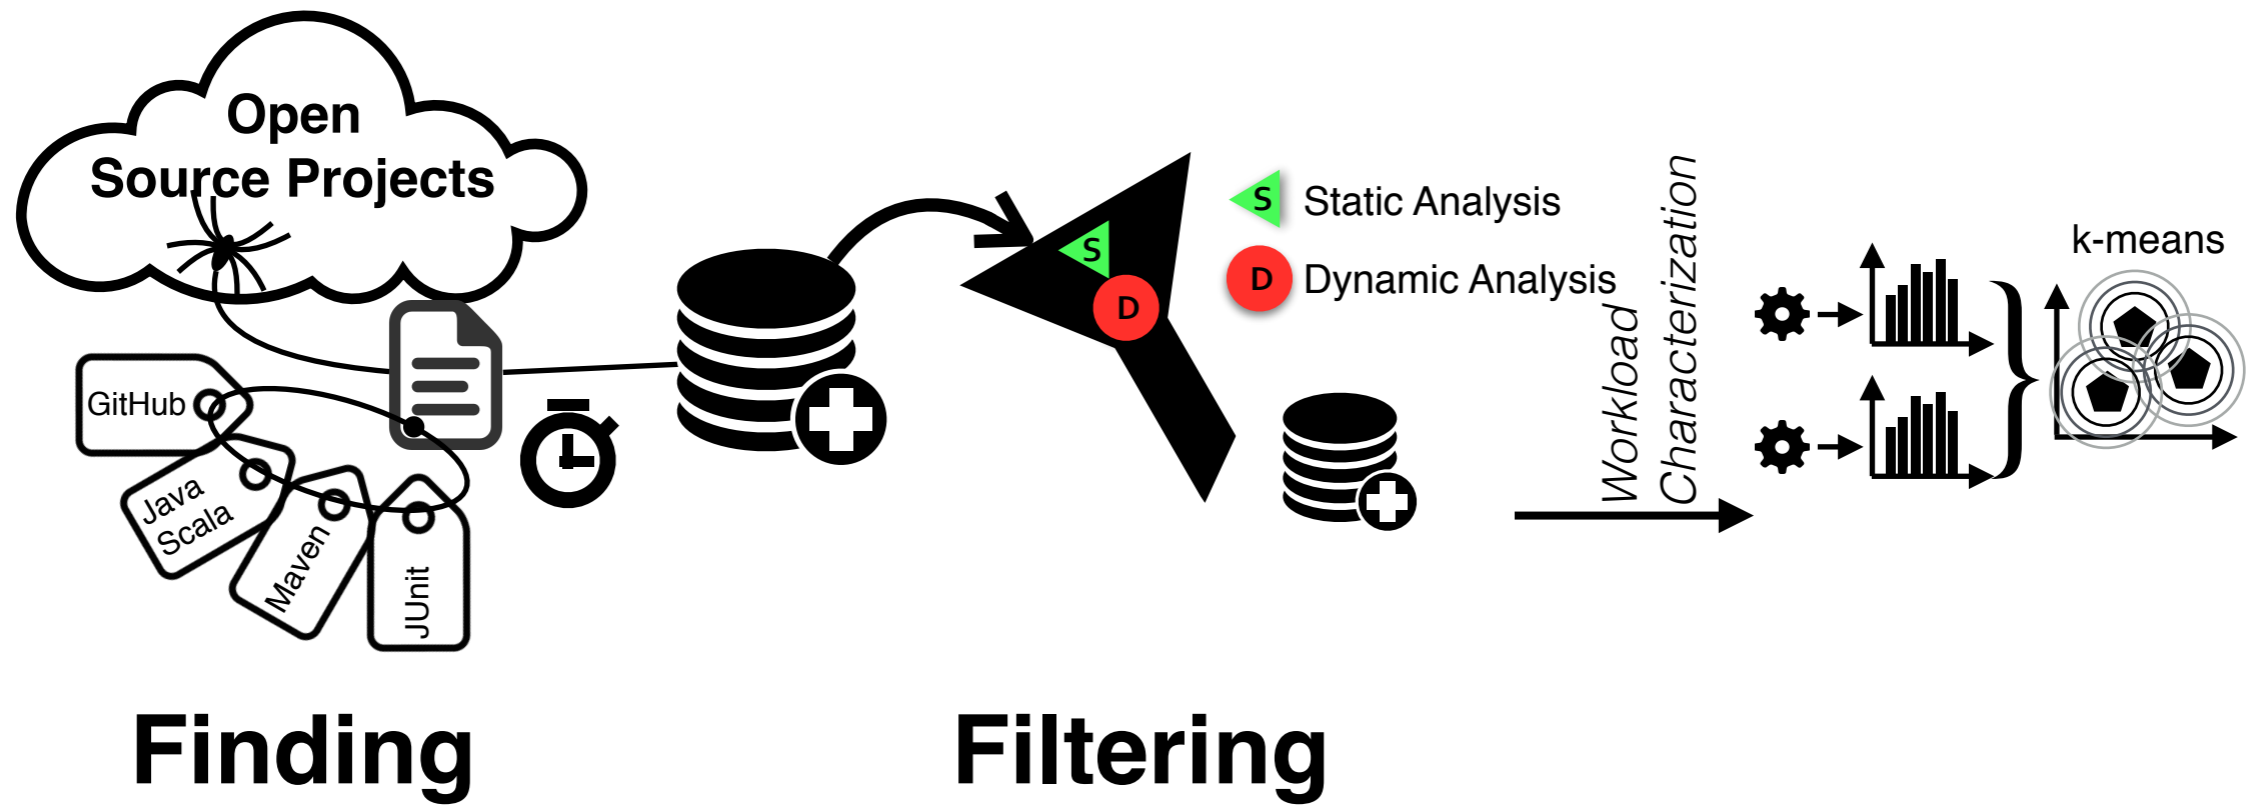 Open
Source Projects
GitHub
Java
Scala
Maven
JUnit
Finding
S
D
S Static Analysis
D Dynamic Analysis
Filtering
Workload
Characterization
k-means